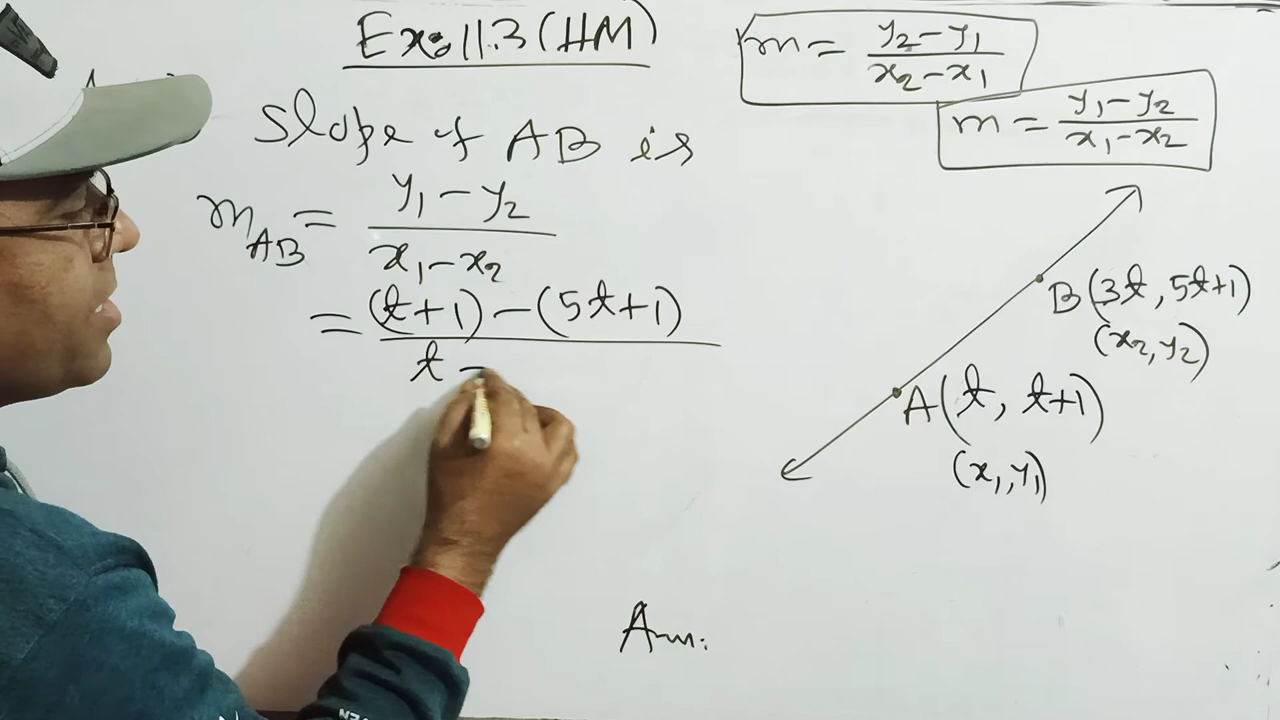 Ex: 11.3 (HM)
m = y₂-y₁ / x₂-x₁
m = y₁-y₂ / x₁-x₂
Slope of AB is
m_AB = y₁-y₂ / x₁-x₂
= (t+1)-(5t+1) / t -
B(3t, 5t+1)
(x₂, y₂)
A(t, t+1)
(x₁, y₁)
Ans: